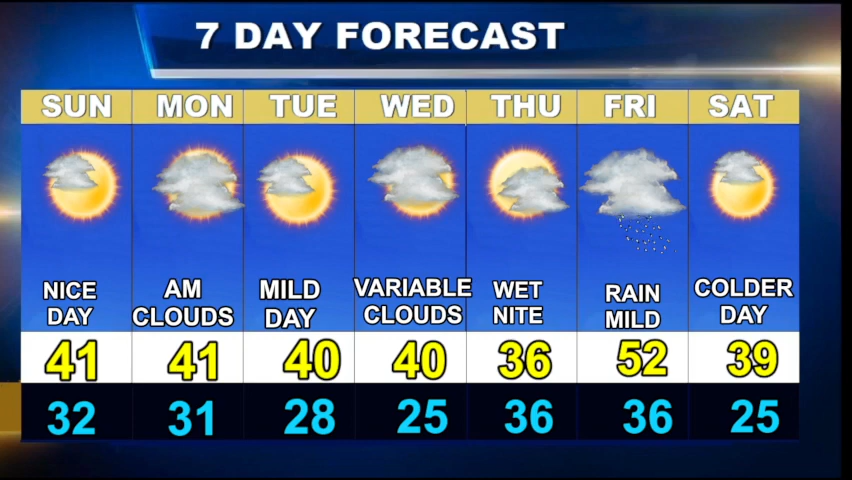 7 DAY FORECAST
SUN MON TUE WED THU FRI SAT
NICE DAY
AM CLOUDS
MILD DAY
VARIABLE CLOUDS
WET NITE
RAIN MILD
COLDER DAY
41 41 40 40 36 52 39
32 31 28 25 36 36 25